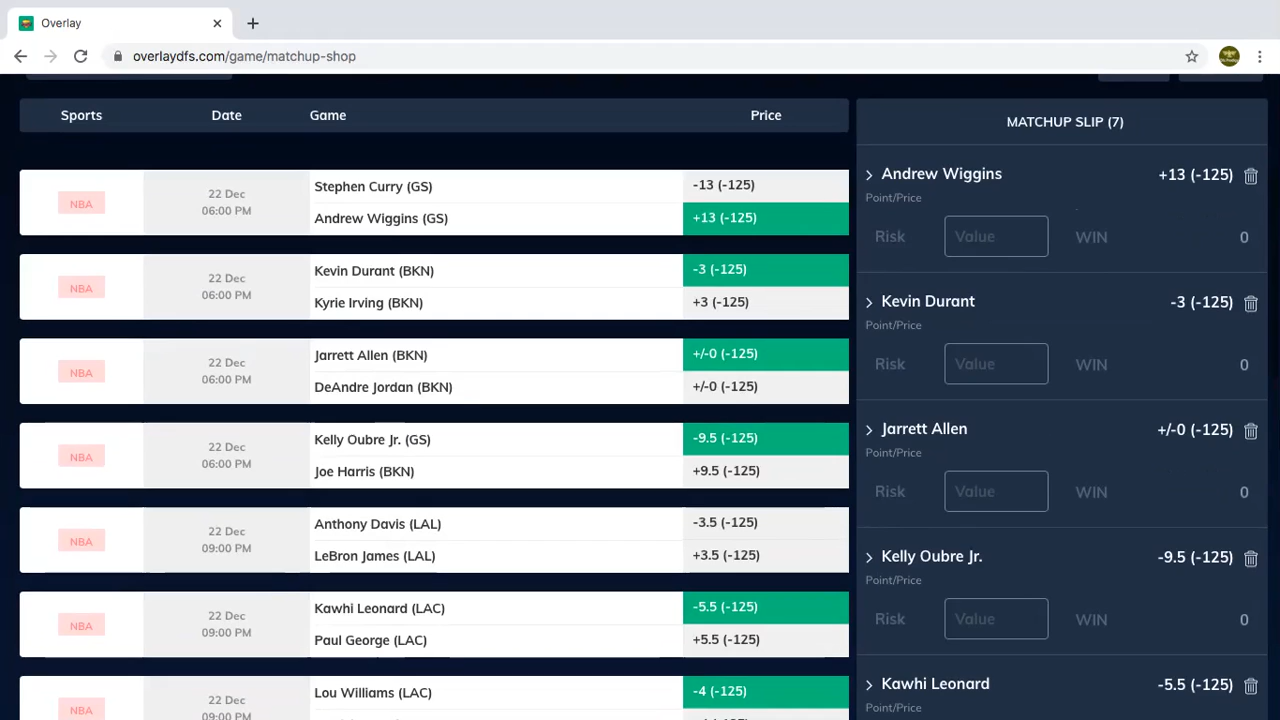 Overlay
overlaydfs.com/game/matchup-shop
Sports Date Game Price
MATCHUP SLIP (7)
NBA
22 Dec
06:00 PM
Stephen Curry (GS) -13 (-125)
Andrew Wiggins (GS) +13 (-125)
NBA
22 Dec
06:00 PM
Kevin Durant (BKN) -3 (-125)
Kyrie Irving (BKN) +3 (-125)
NBA
22 Dec
06:00 PM
Jarrett Allen (BKN) +/-0 (-125)
DeAndre Jordan (BKN) +/-0 (-125)
NBA
22 Dec
06:00 PM
Kelly Oubre Jr. (GS) -9.5 (-125)
Joe Harris (BKN) +9.5 (-125)
NBA
22 Dec
09:00 PM
Anthony Davis (LAL) -3.5 (-125)
LeBron James (LAL) +3.5 (-125)
NBA
22 Dec
09:00 PM
Kawhi Leonard (LAC) -5.5 (-125)
Paul George (LAC) +5.5 (-125)
NBA
22 Dec
09:00 PM
Lou Williams (LAC) -4 (-125)
Andrew Wiggins +13 (-125)
Point/Price
Risk Value WIN 0
Kevin Durant -3 (-125)
Point/Price
Risk Value WIN 0
Jarrett Allen +/-0 (-125)
Point/Price
Risk Value WIN 0
Kelly Oubre Jr. -9.5 (-125)
Point/Price
Risk Value WIN 0
Kawhi Leonard -5.5 (-125)
Point/Price